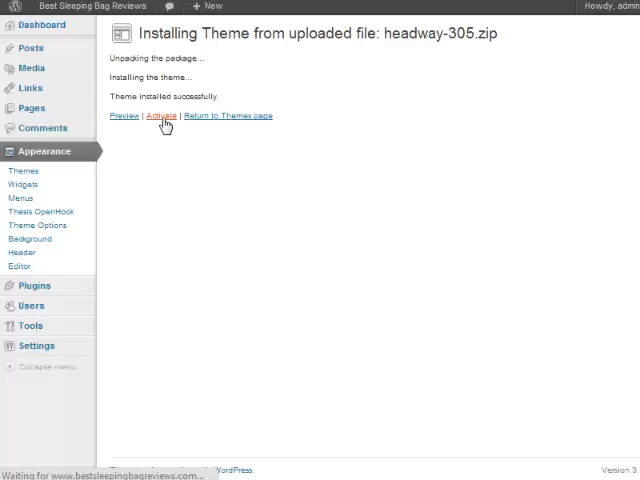 Best Sleeping Bag Reviews + New Howdy, admin
Dashboard
Installing Theme from uploaded file: headway-305.zip
Posts
Unpacking the package...
Media
Installing the theme...
Links
Theme installed successfully.
Pages
Preview | Activate | Return to Themes page
Comments
Appearance
Themes
Widgets
Menus
Thesis OpenHook
Theme Options
Background
Header
Editor
Plugins
Users
Tools
Settings
Collapse menu
WordPress.
Version 3.
Waiting for www.bestsleepingbagreviews.com...